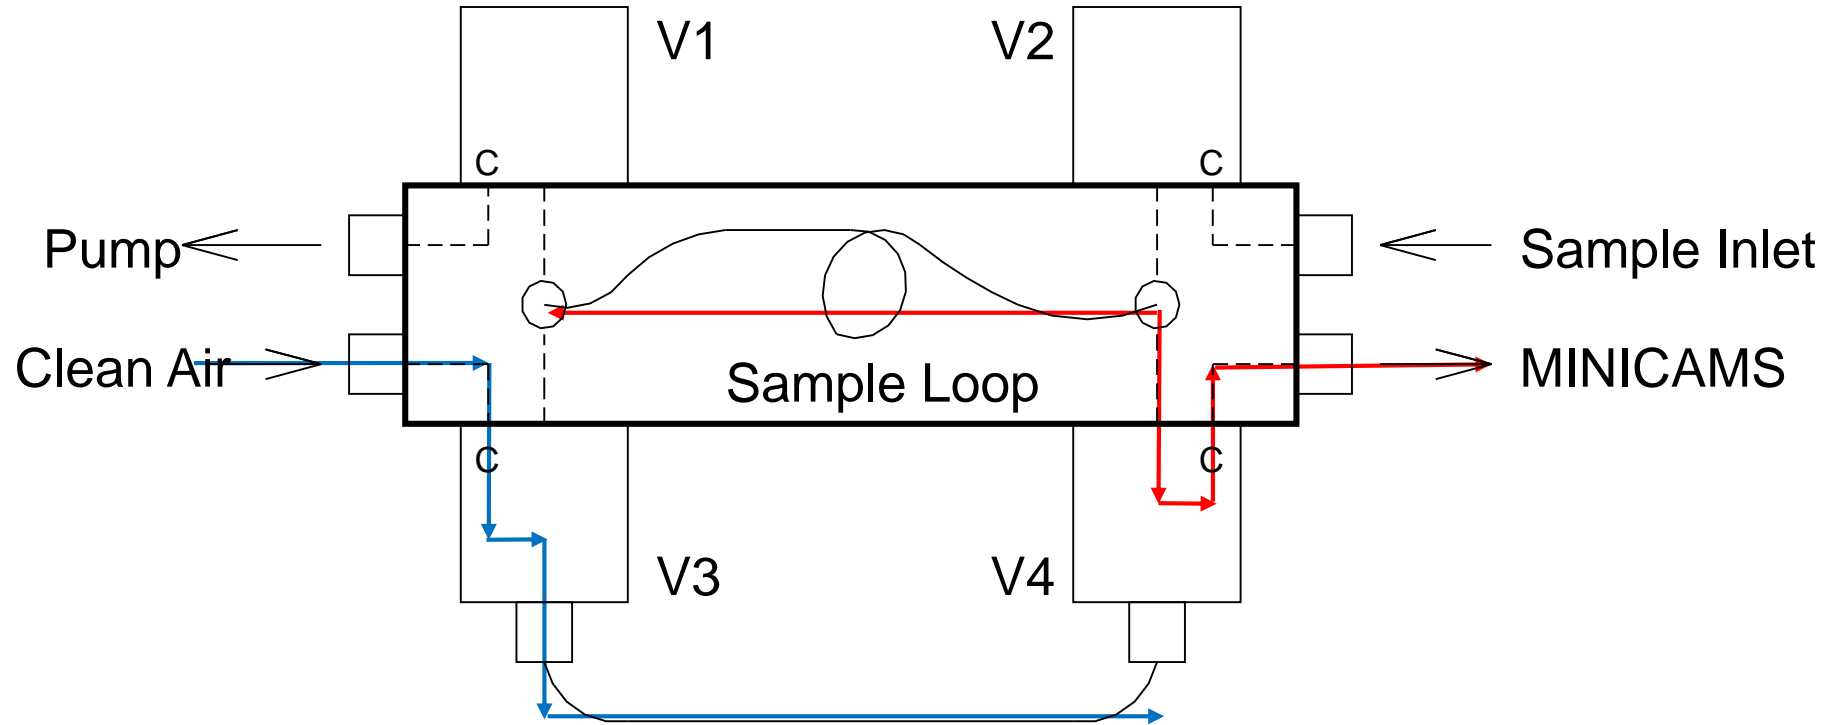 V1
V2
C
C
Pump
Sample Inlet
Clean Air
Sample Loop
MINICAMS
C
C
V3
V4